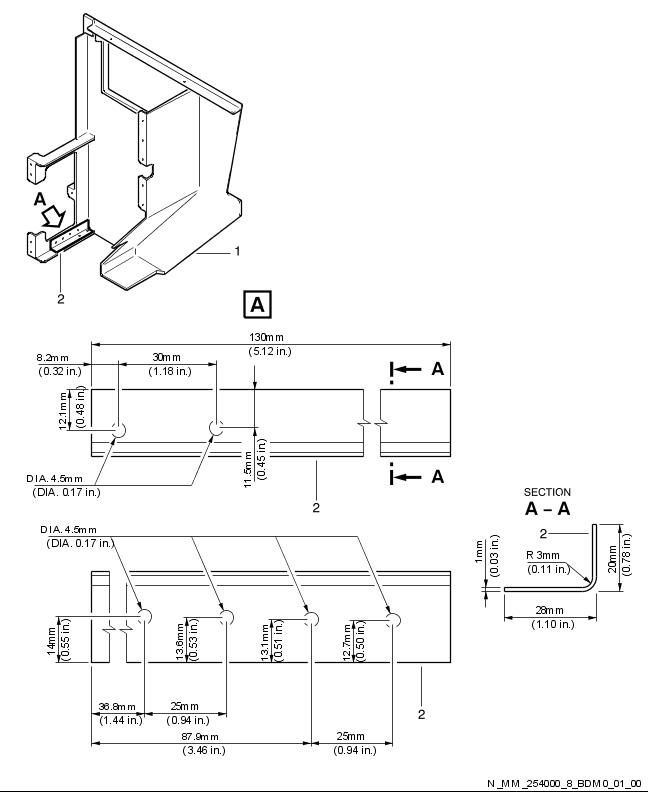 A
1
2
A
130mm
(5.12 in.)
8.2mm
(0.32 in.)
30mm
(1.18 in.)
A
12.1mm
(0.48 in.)
11.5mm
(0.45 in.)
A
DIA. 4.5mm
(DIA. 0.17 in.)
2
SECTION
A – A
DIA. 4.5mm
(DIA. 0.17 in.)
2
1mm
(0.03 in.)
R 3mm
(0.11 in.)
20mm
(0.78 in.)
28mm
(1.10 in.)
14mm
(0.55 in.)
13.6mm
(0.53 in.)
13.1mm
(0.51 in.)
12.7mm
(0.50 in.)
36.8mm
(1.44 in.)
25mm
(0.94 in.)
2
87.9mm
(3.46 in.)
25mm
(0.94 in.)
N_MM_254000_8_BDM0_01_00